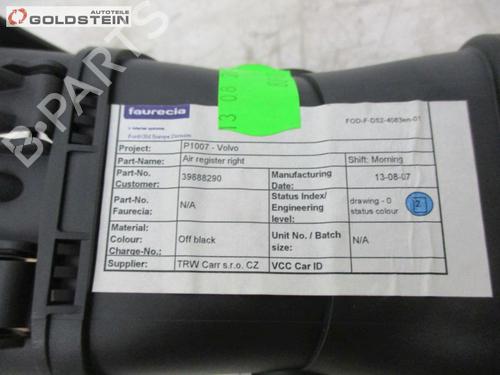 GOLDSTEIN
AUTOTEILE
13 08
faurecia
FOD-F-DS2-4083en-01
Project: P1007 - Volvo
Part-Name: Air register right Shift: Morning
Part-No. Customer: 39888290 Manufacturing Date: 13-08-07
Part-No. Faurecia: N/A Status Index/ Engineering level: drawing - 0 status colour 2
Material: Colour: Charge-No.: Off black Unit No. / Batch size: N/A
Supplier: TRW Carr s.r.o. CZ VCC Car ID